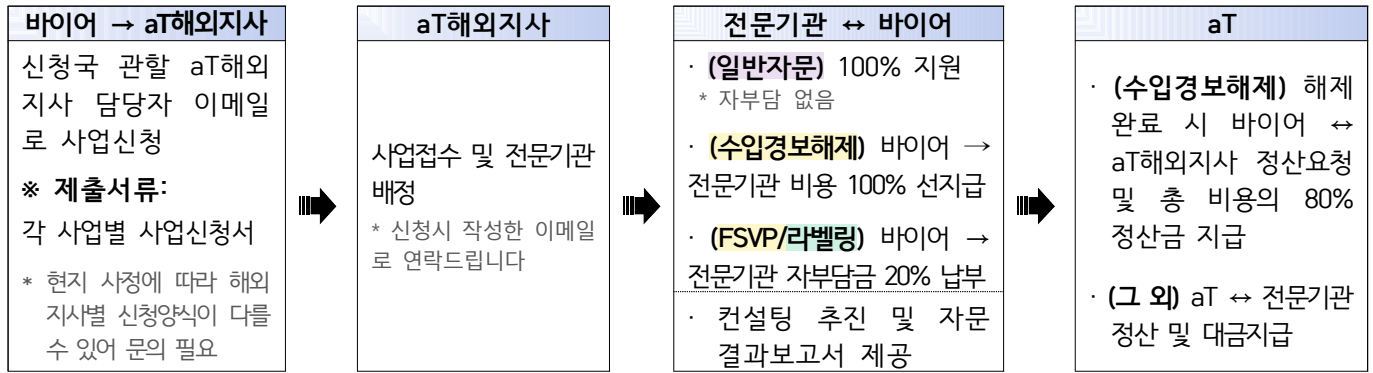 바이어 → aT해외지사
신청국 관할 aT해외
지사 담당자 이메일
로 사업신청
※ 제출서류:
각 사업별 사업신청서
* 현지 사정에 따라 해외
지사별 신청양식이 다를
수 있어 문의 필요
aT해외지사
사업접수 및 전문기관
배정
* 신청시 작성한 이메일
로 연락드립니다
전문기관 ↔ 바이어
· (일반자문) 100% 지원
* 자부담 없음
· (수입경보해제) 바이어 →
전문기관 비용 100% 선지급
· (FSVP/라벨링) 바이어 →
전문기관 자부담금 20% 납부
· 컨설팅 추진 및 자문
결과보고서 제공
aT
· (수입경보해제) 해제
완료 시 바이어 ↔
aT해외지사 정산요청
및 총 비용의 80%
정산금 지급
· (그 외) aT ↔ 전문기관
정산 및 대금지급